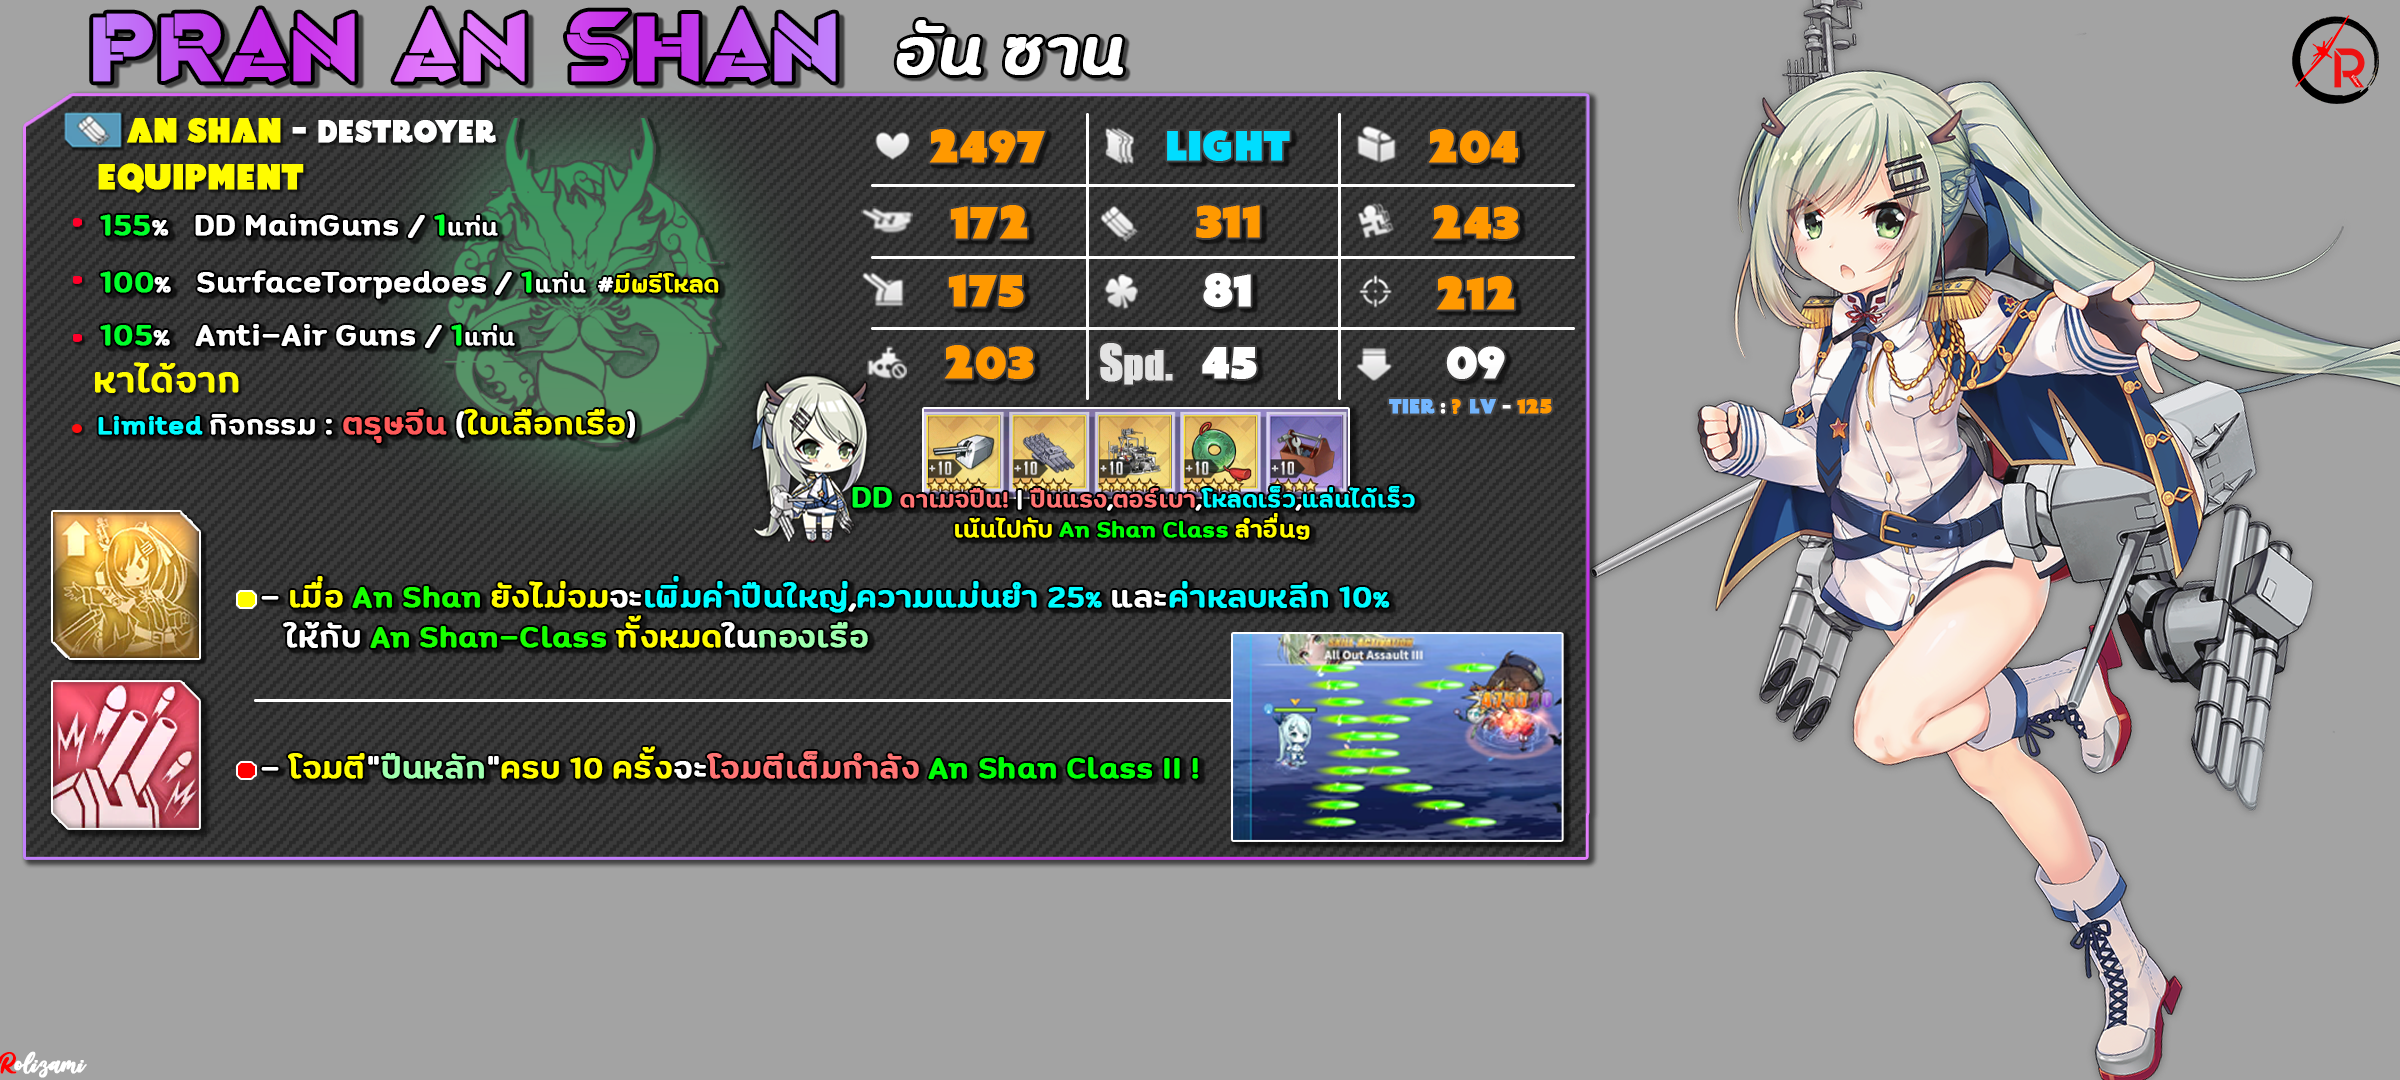 PRAN AN SHAN อัน ซาน
AN SHAN - DESTROYER
EQUIPMENT
155% DD MainGuns / 1แท่น
100% SurfaceTorpedoes / 1แท่น #มีพรีโหลด
105% Anti-Air Guns / 1แท่น
หาได้จาก
Limited กิจกรรม : ตรุษจีน (ใบเลือกเรือ)
2497 LIGHT 204
172 311 243
175 81 212
203 Spd. 45 09
TIER : ? LV - 125
+10 +10 +10 +10 +10
DD ดาเมจปืน! | ปืนแรง,ตอร์เบา,โหลดเร็ว,แล่นได้เร็ว
เน้นไปกับ An Shan Class ลำอื่นๆ
- เมื่อ An Shan ยังไม่จมจะเพิ่มค่าปืนใหญ่,ความแม่นยำ 25% และค่าหลบหลีก 10%
ให้กับ An Shan-Class ทั้งหมดในกองเรือ
SKILL ACTIVATION
All Out Assault III
- โจมตี"ปืนหลัก"ครบ 10 ครั้งจะโจมตีเต็มกำลัง An Shan Class II !
R
Rolizami